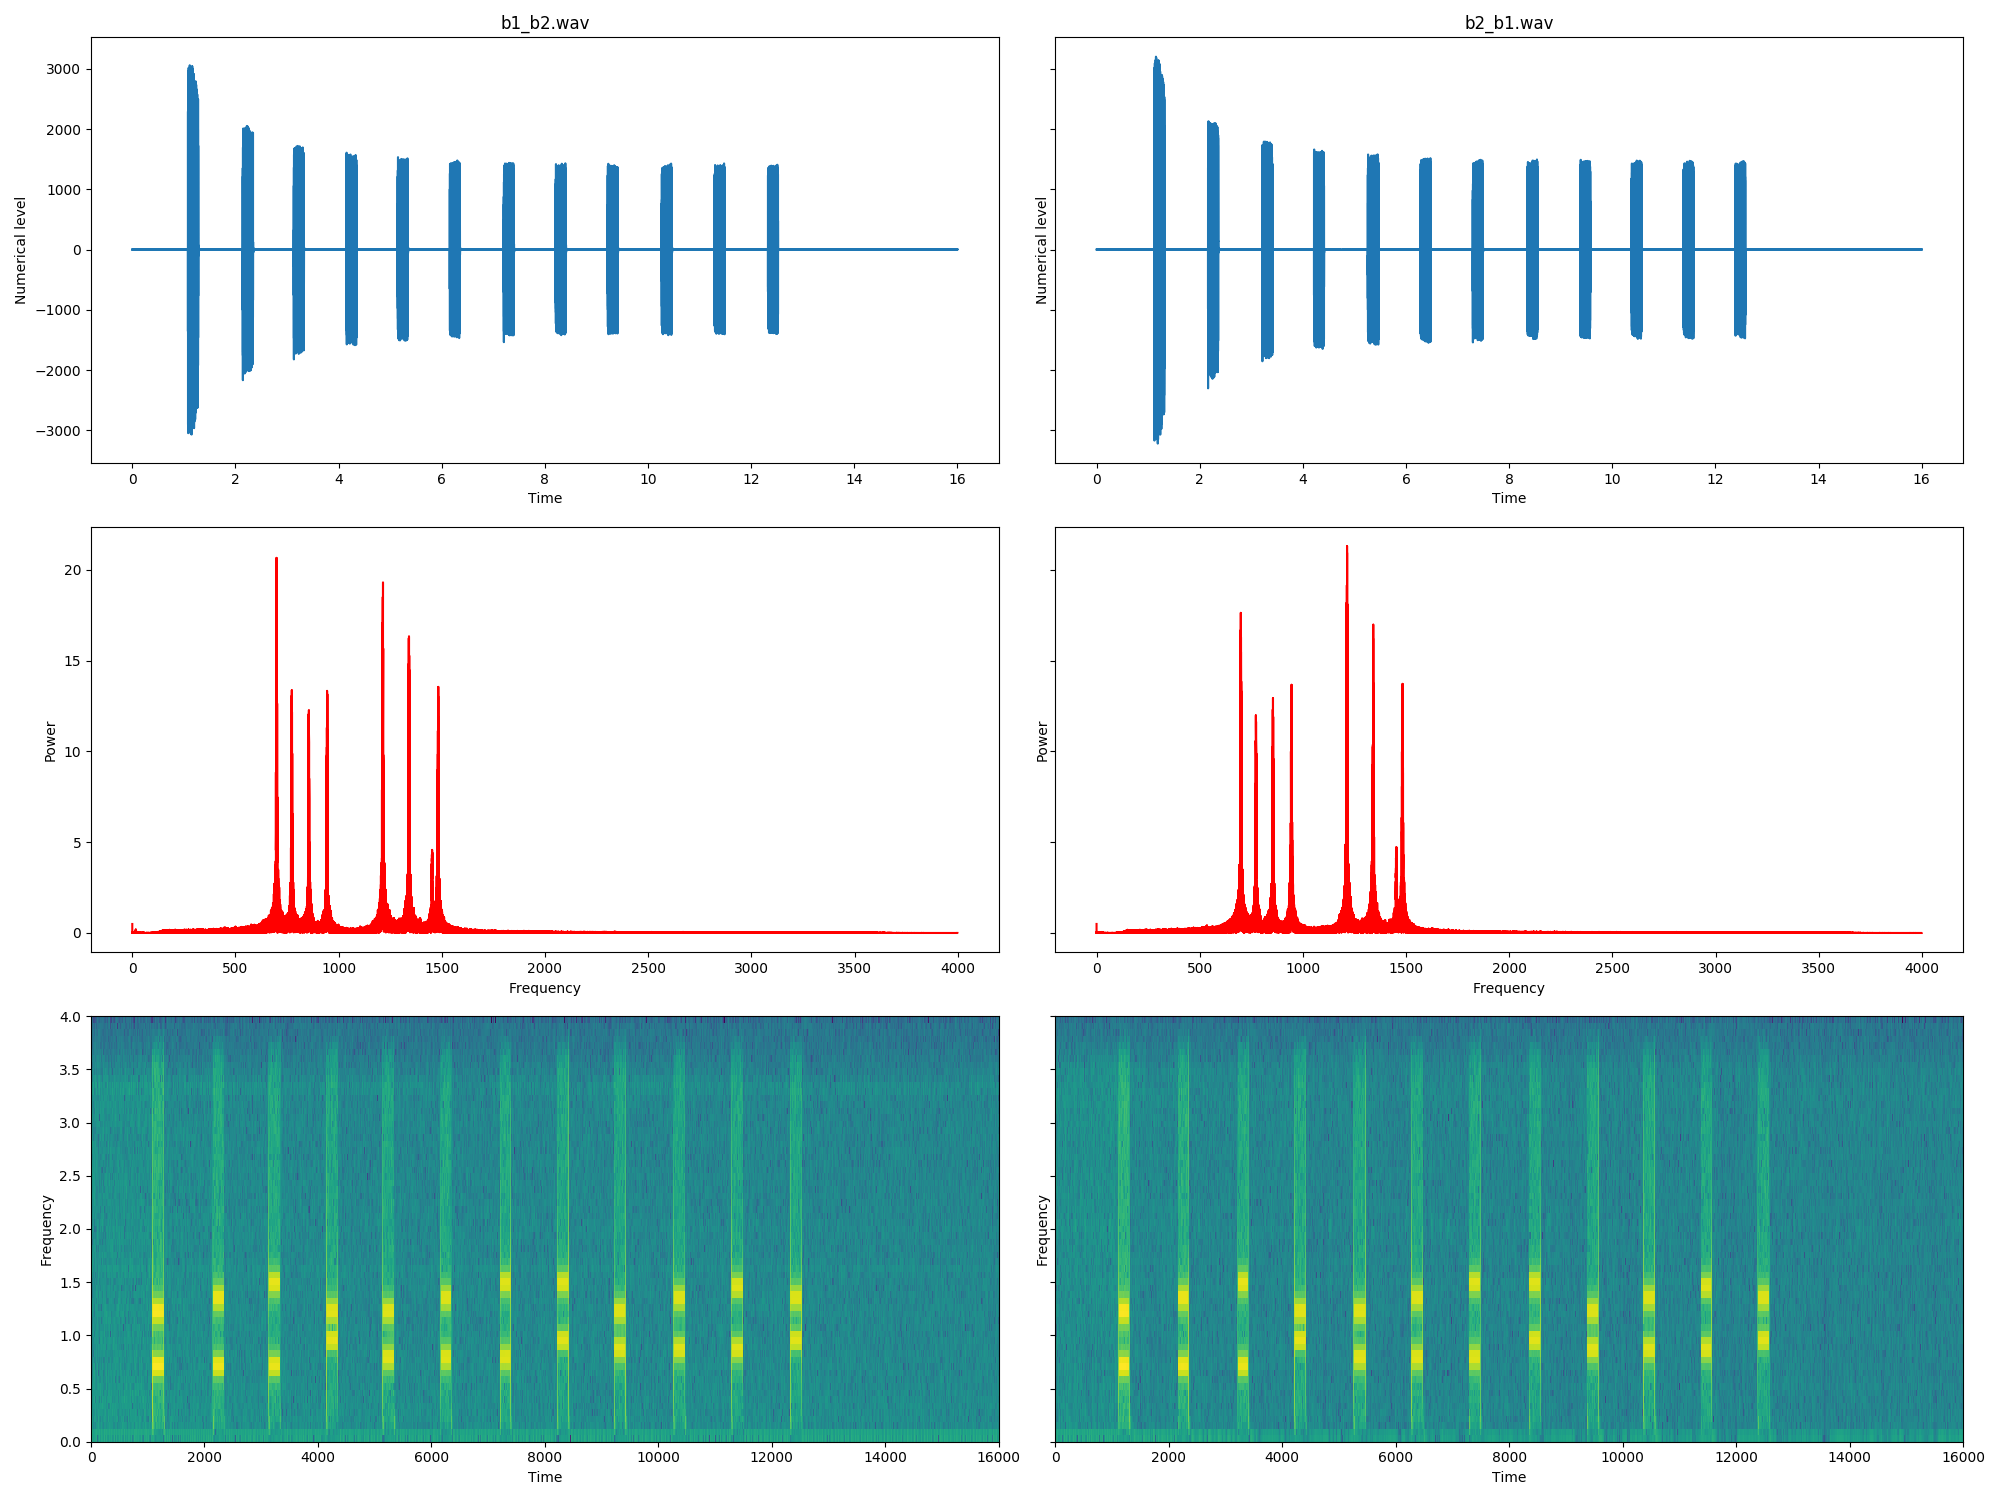 b1_b2.wav
b2_b1.wav
3000
2000
1000
0
−1000
−2000
−3000
Numerical level
0 2 4 6 8 10 12 14 16
Time
Numerical level
0 2 4 6 8 10 12 14 16
Time
20
15
10
5
0
Power
0 500 1000 1500 2000 2500 3000 3500 4000
Frequency
Power
0 500 1000 1500 2000 2500 3000 3500 4000
Frequency
4.0
3.5
3.0
2.5
2.0
1.5
1.0
0.5
0.0
Frequency
0 2000 4000 6000 8000 10000 12000 14000 16000
Time
Frequency
0 2000 4000 6000 8000 10000 12000 14000 16000
Time